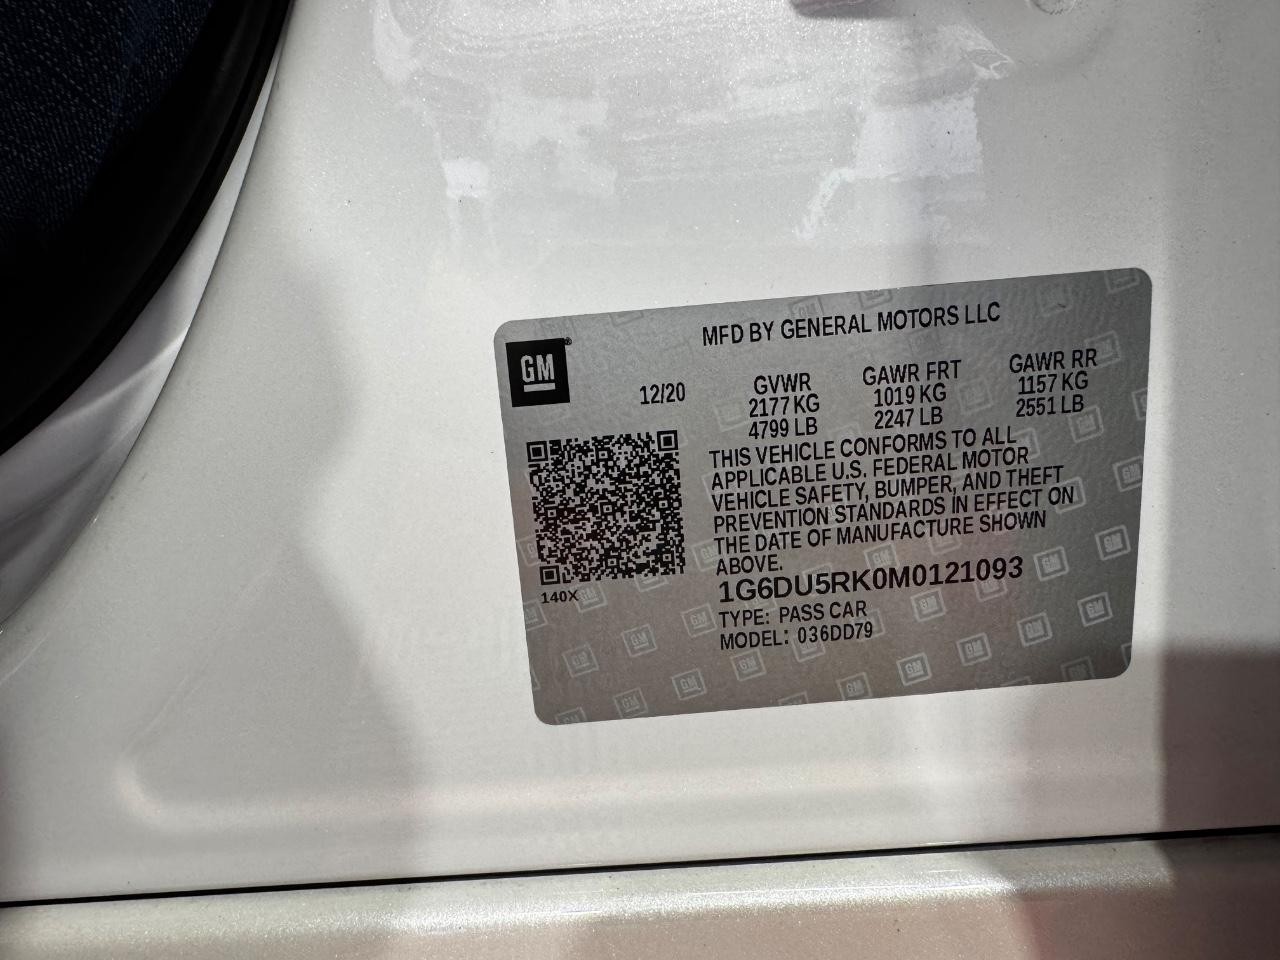 MFD BY GENERAL MOTORS LLC
GM®
12/20
GVWR
2177 KG
4799 LB
GAWR FRT
1019 KG
2247 LB
GAWR RR
1157 KG
2551 LB
THIS VEHICLE CONFORMS TO ALL
APPLICABLE U.S. FEDERAL MOTOR
VEHICLE SAFETY, BUMPER, AND THEFT
PREVENTION STANDARDS IN EFFECT ON
THE DATE OF MANUFACTURE SHOWN
ABOVE.
140X
1G6DU5RK0M0121093
TYPE: PASS CAR
MODEL: 036DD79